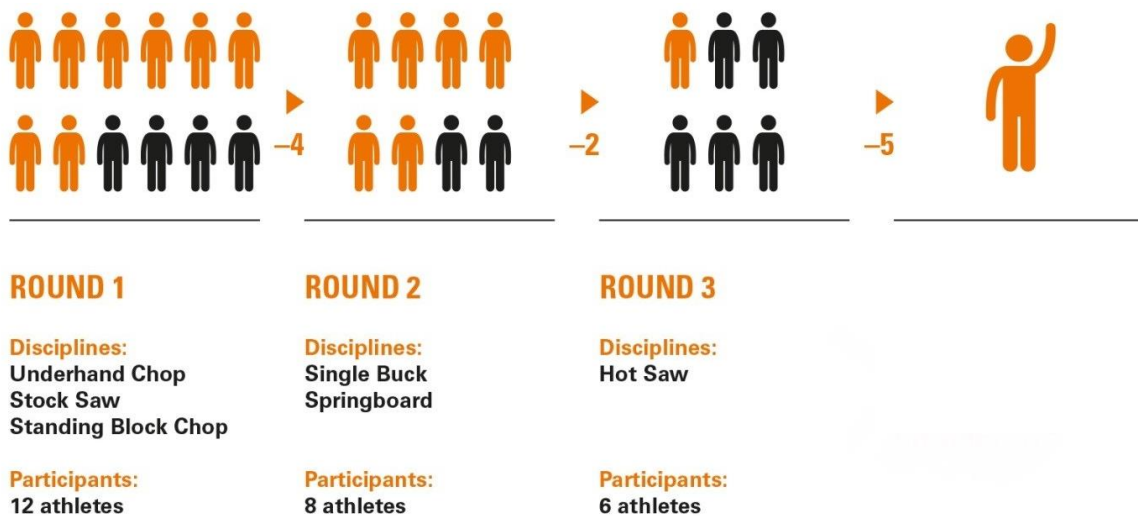 –4
–2
–5
ROUND 1
Disciplines:
Underhand Chop
Stock Saw
Standing Block Chop
Participants:
12 athletes
ROUND 2
Disciplines:
Single Buck
Springboard
Participants:
8 athletes
ROUND 3
Disciplines:
Hot Saw
Participants:
6 athletes